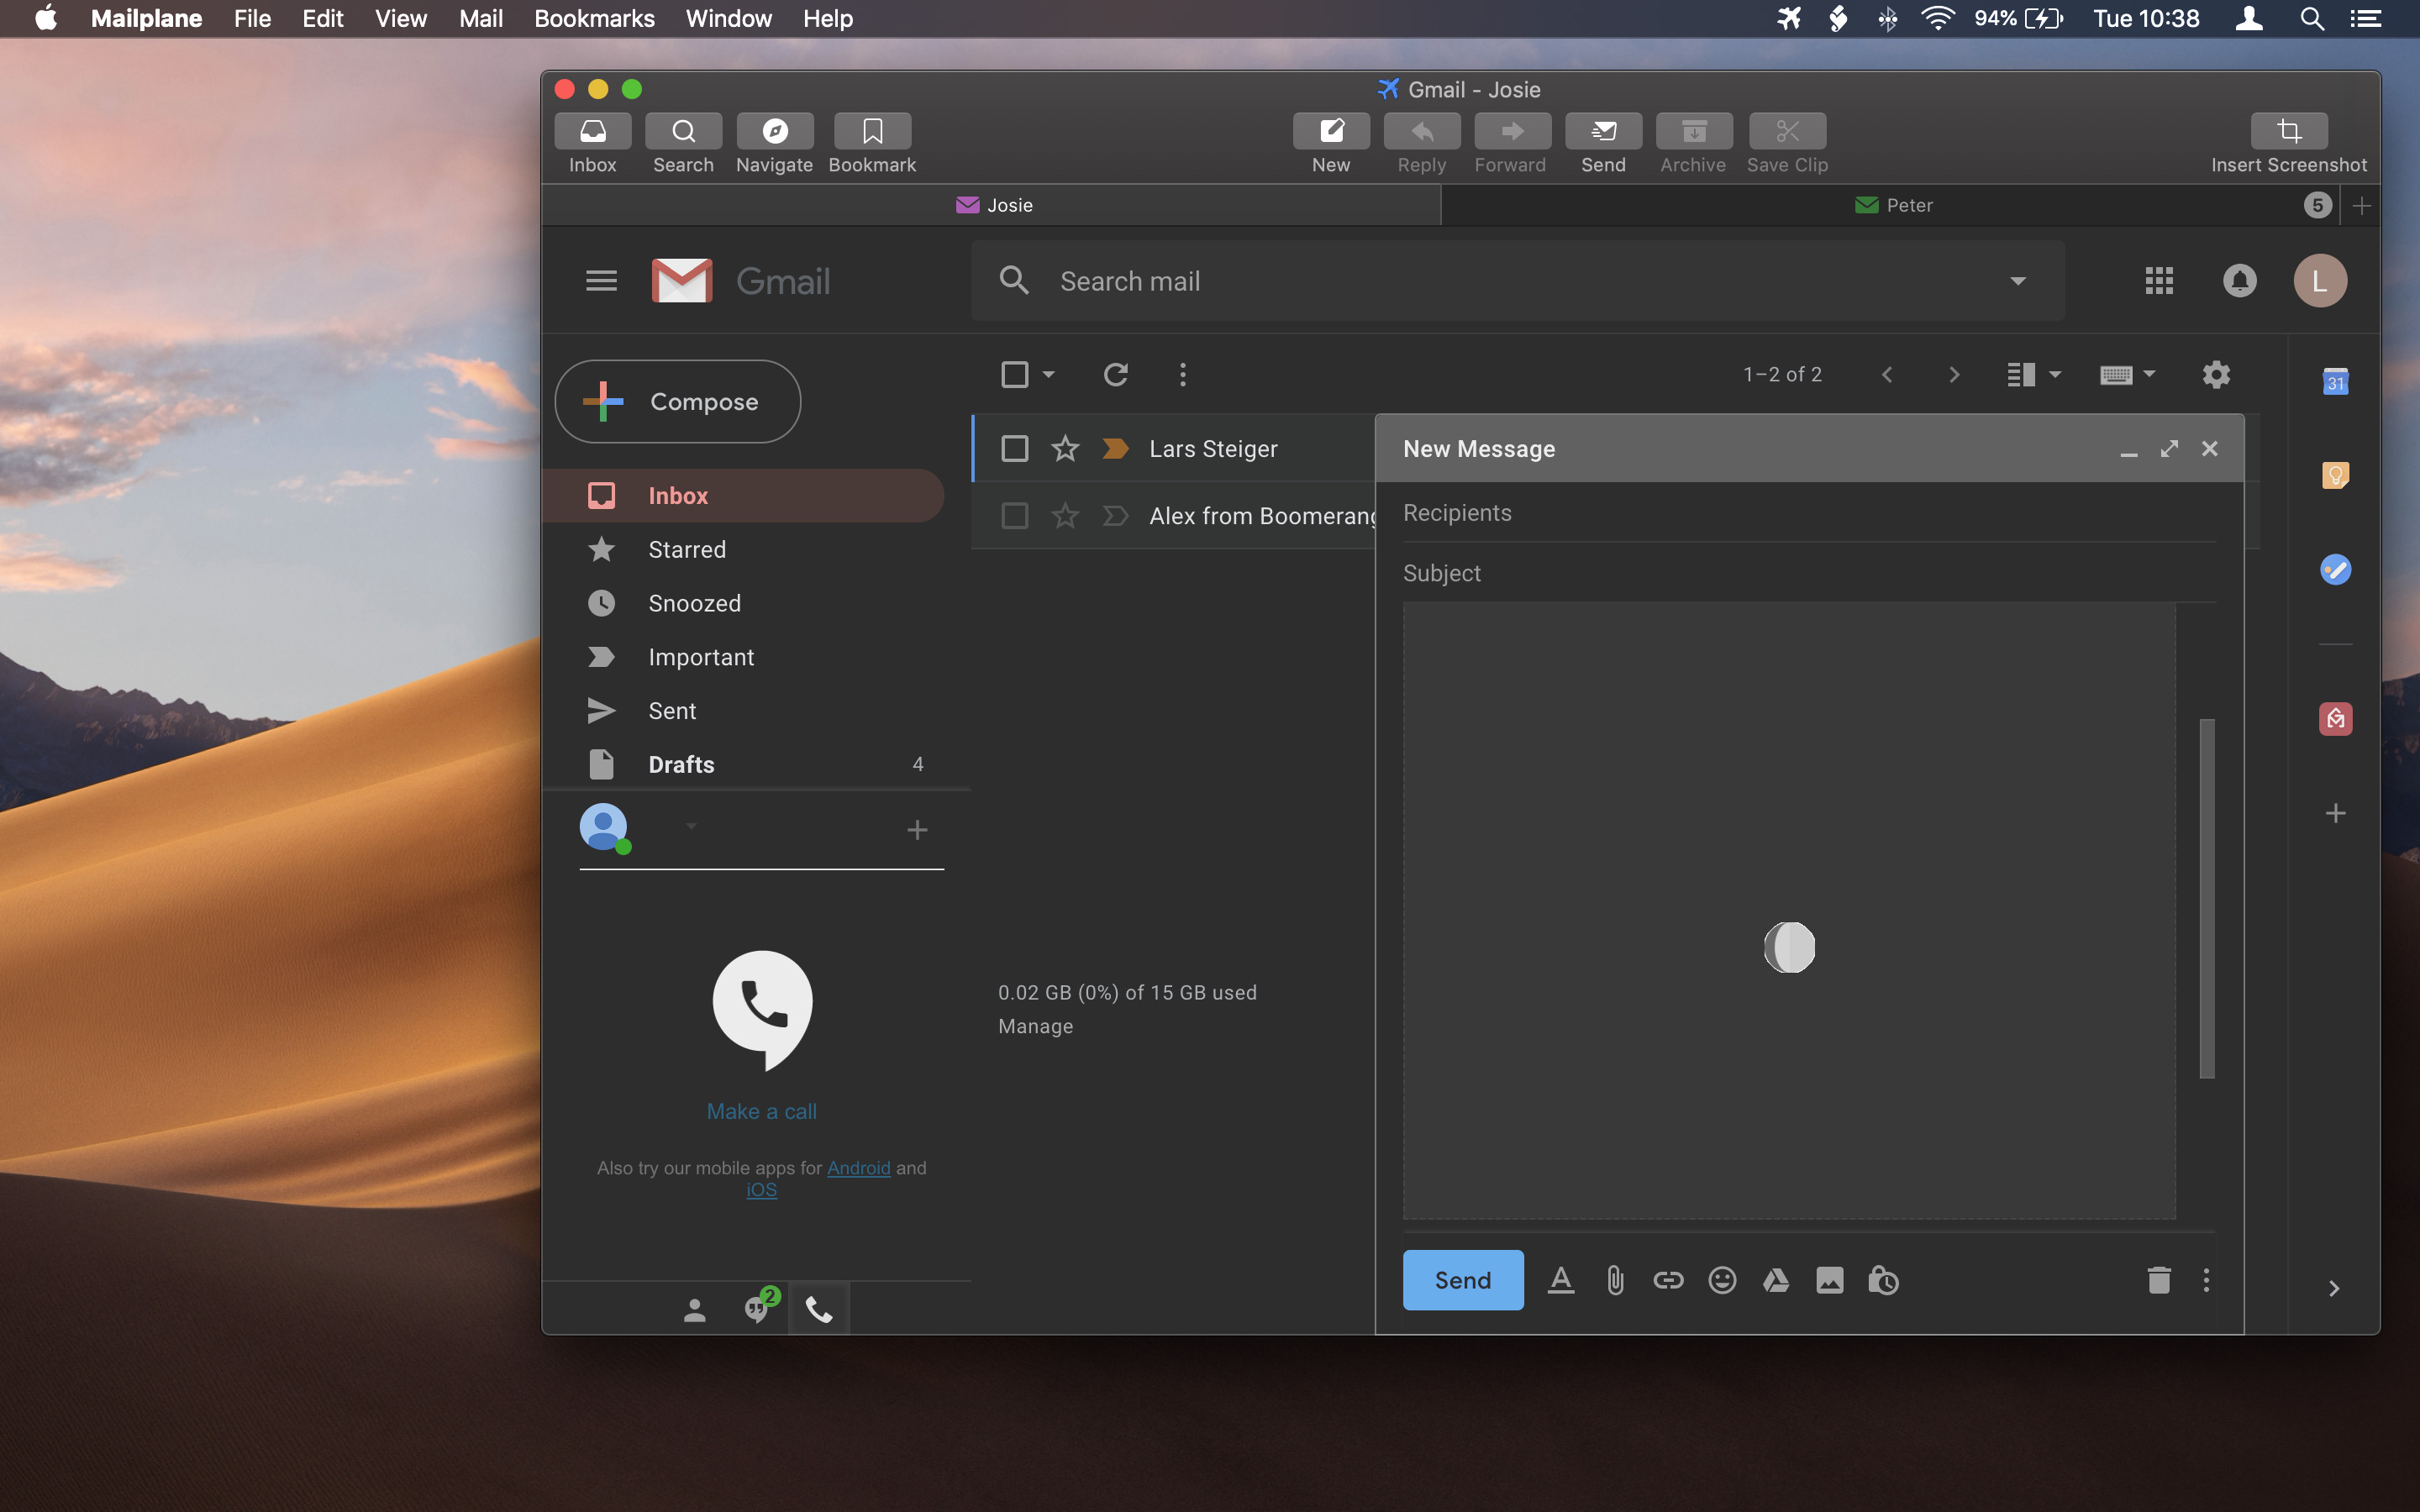 Mailplane File Edit View Mail Bookmarks Window Help 94% Tue 10:38
Gmail - Josie
Inbox Search Navigate Bookmark New Reply Forward Send Archive Save Clip Insert Screenshot
Josie Peter 5
Gmail Search mail L
Compose 1–2 of 2 31
Lars Steiger New Message
Inbox
Alex from Boomerang Recipients
Starred
Subject
Snoozed
Important
Sent
Drafts 4
0.02 GB (0%) of 15 GB used
Manage
Make a call
Also try our mobile apps for Android and
iOS
Send
2